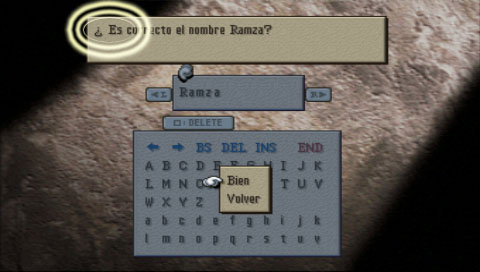 ¿ Es correcto el nombre Ramza?
◄L Ramza R►
□:DELETE
← → BS DEL INS END
A B C D E F G H I J K
L M N O T U V
W X Y Z
Bien
Volver
a b c d e f g h i j k
l m n o p q r s t u v